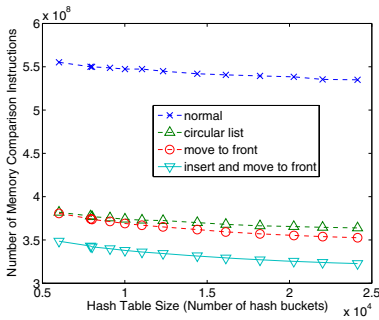 x 10^8
6
5.5
5
4.5
4
3.5
3
Number of Memory Comparison Instructions
normal
circular list
move to front
insert and move to front
0.5 1 1.5 2 2.5
Hash Table Size (Number of hash buckets)
x 10^4